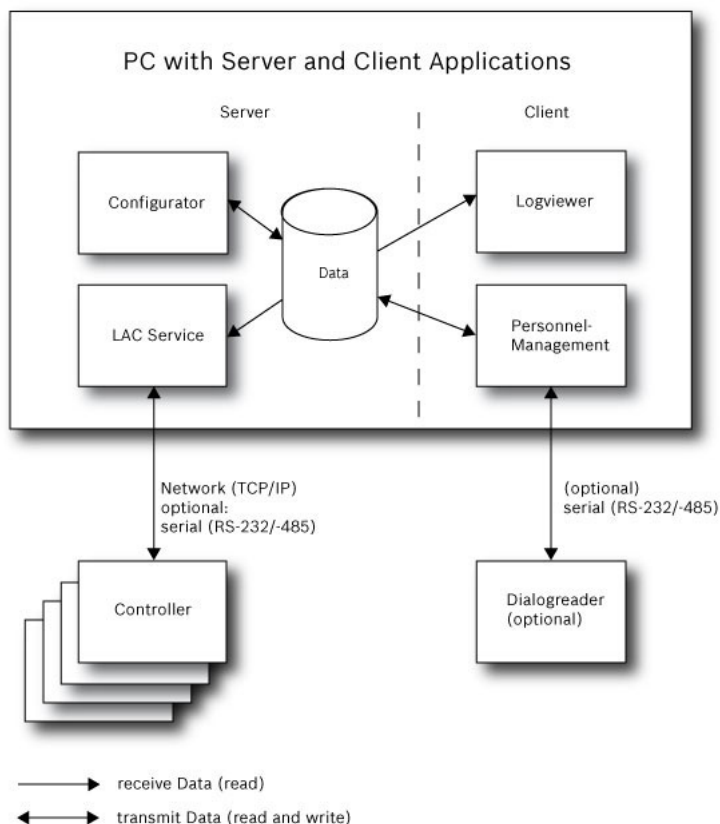 PC with Server and Client Applications
Server
Client
Configurator
Data
Logviewer
LAC Service
Personnel-
Management
Network (TCP/IP)
optional:
serial (RS-232/-485)
(optional)
serial (RS-232/-485)
Controller
Dialogreader
(optional)
receive Data (read)
transmit Data (read and write)